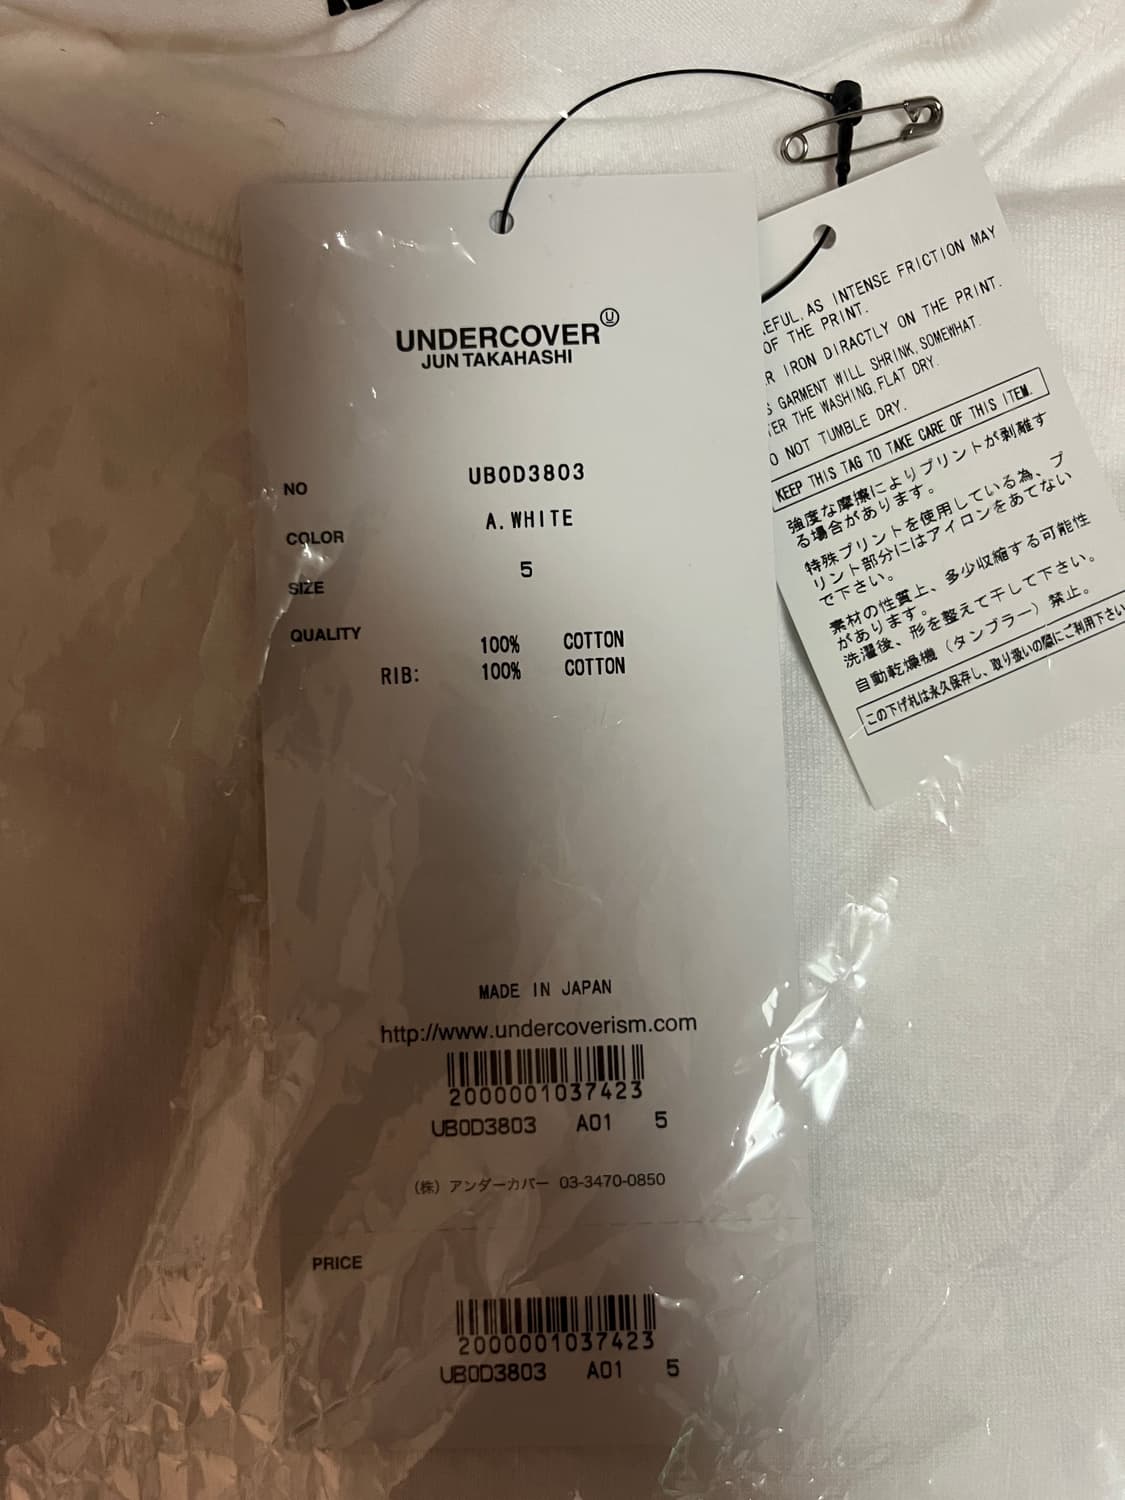 UNDERCOVER Ⓤ
JUN TAKAHASHI
NO UB0D3803
COLOR A.WHITE
SIZE 5
QUALITY 100% COTTON
RIB: 100% COTTON
MADE IN JAPAN
http://www.undercoverism.com
2000001037423
UB0D3803 A01 5
(株) アンダーカバー 03-3470-0850
PRICE
2000001037423
UB0D3803 A01 5
AS INTENSE FRICTION MAY
OF THE PRINT.
IRON DIRACTLY ON THE PRINT.
GARMENT WILL SHRINK, SOMEWHAT.
THE WASHING, FLAT DRY.
NOT TUMBLE DRY.
KEEP THIS TAG TO TAKE CARE OF THIS ITEM.
強度な摩擦によりプリントが剥離す
る場合があります。
特殊プリントを使用している為、プ
リント部分にはアイロンをあてない
で下さい。
素材の性質上、多少収縮する可能性
があります。
洗濯後、形を整えて干して下さい。
自動乾燥機（タンブラー）禁止。
この下げ札は永久保存し、取り扱いの際にご利用下さい